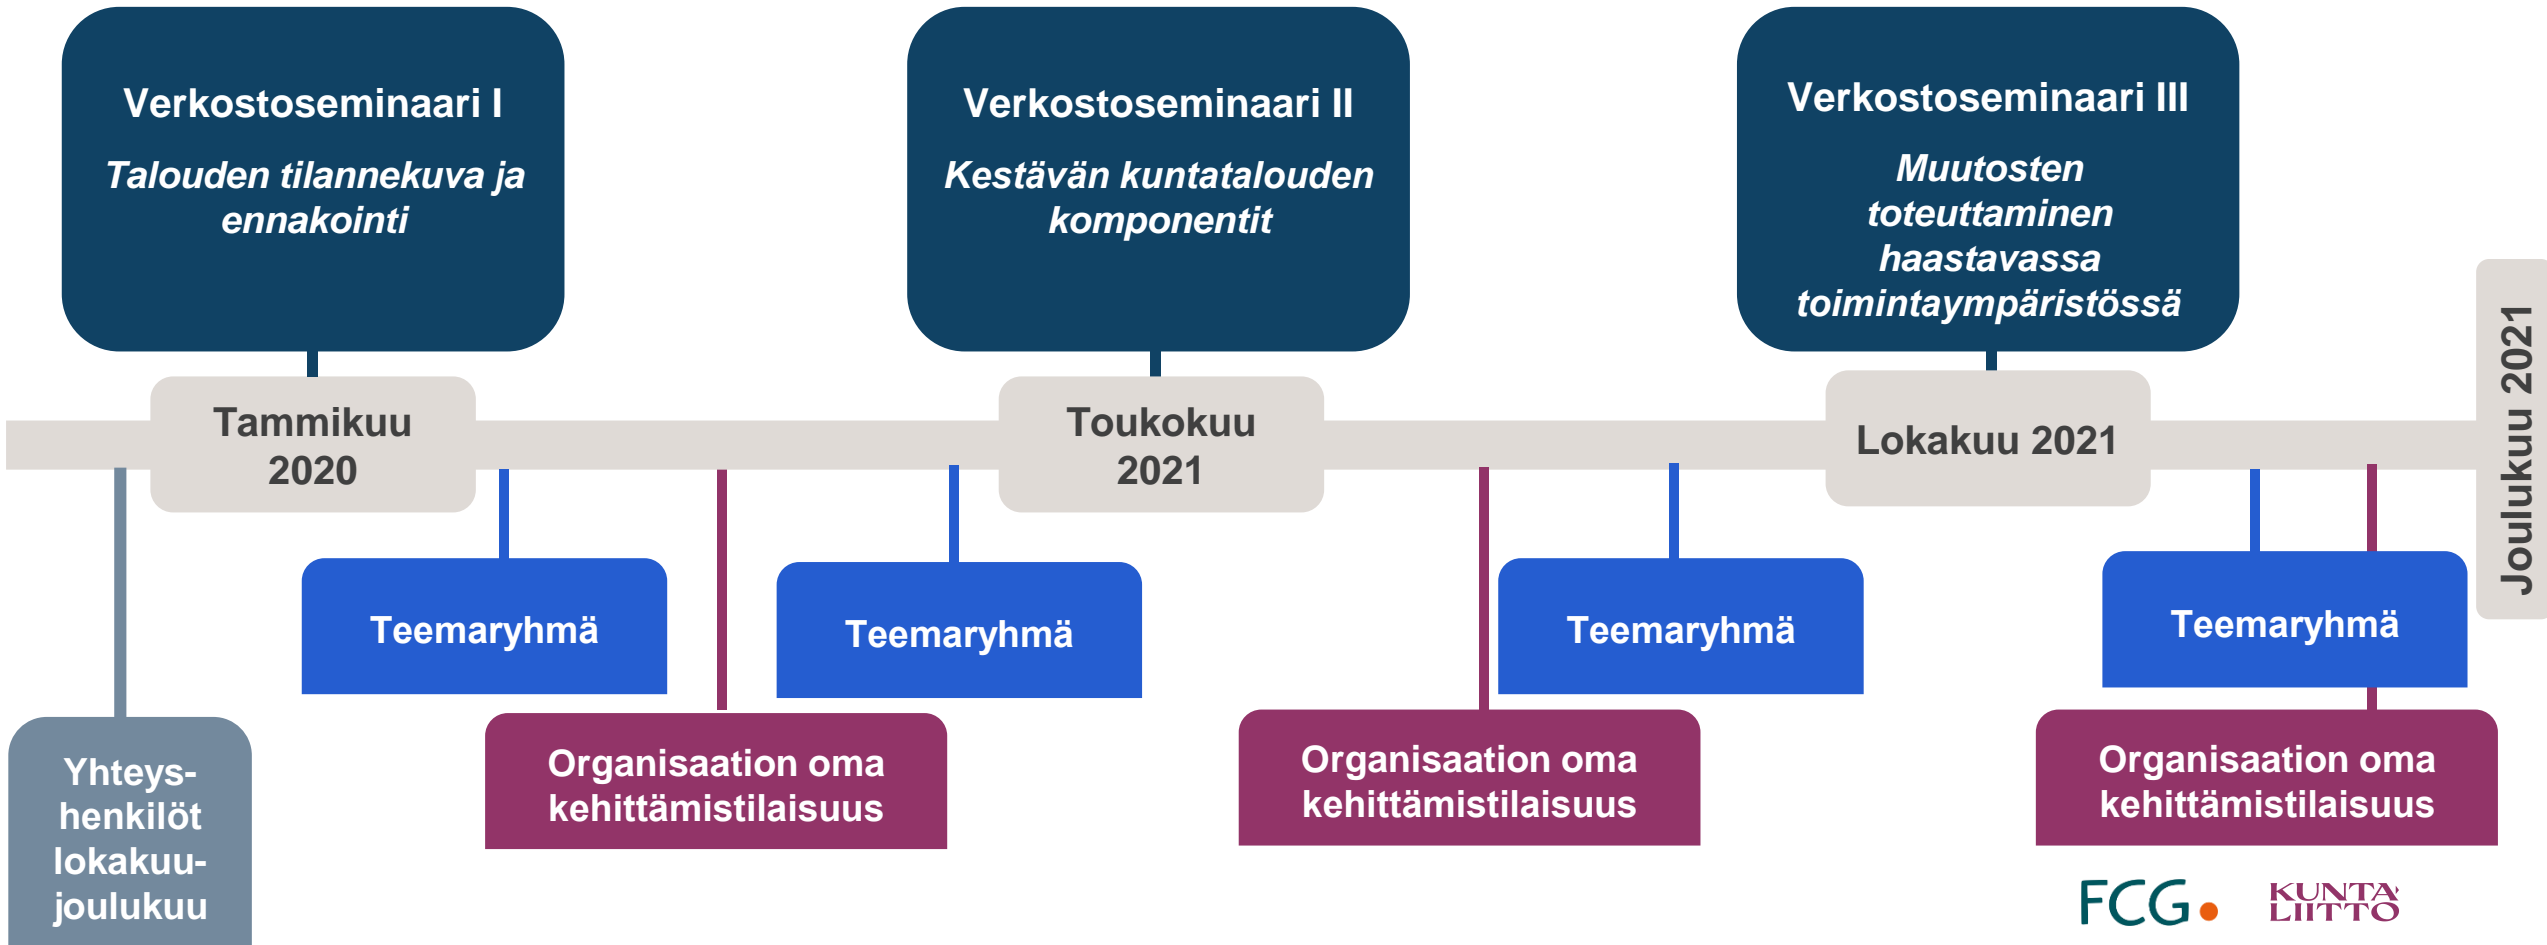 Verkostoseminaari I
Talouden tilannekuva ja
ennakointi
Verkostoseminaari II
Kestävän kuntatalouden
komponentit
Verkostoseminaari III
Muutosten
toteuttaminen
haastavassa
toimintaympäristössä
Tammikuu
2020
Toukokuu
2021
Lokakuu 2021
Joulukuu 2021
Teemaryhmä
Teemaryhmä
Teemaryhmä
Teemaryhmä
Yhteys-
henkilöt
lokakuu-
joulukuu
Organisaation oma
kehittämistilaisuus
Organisaation oma
kehittämistilaisuus
Organisaation oma
kehittämistilaisuus
FCG.
KUNTA
LIITTO